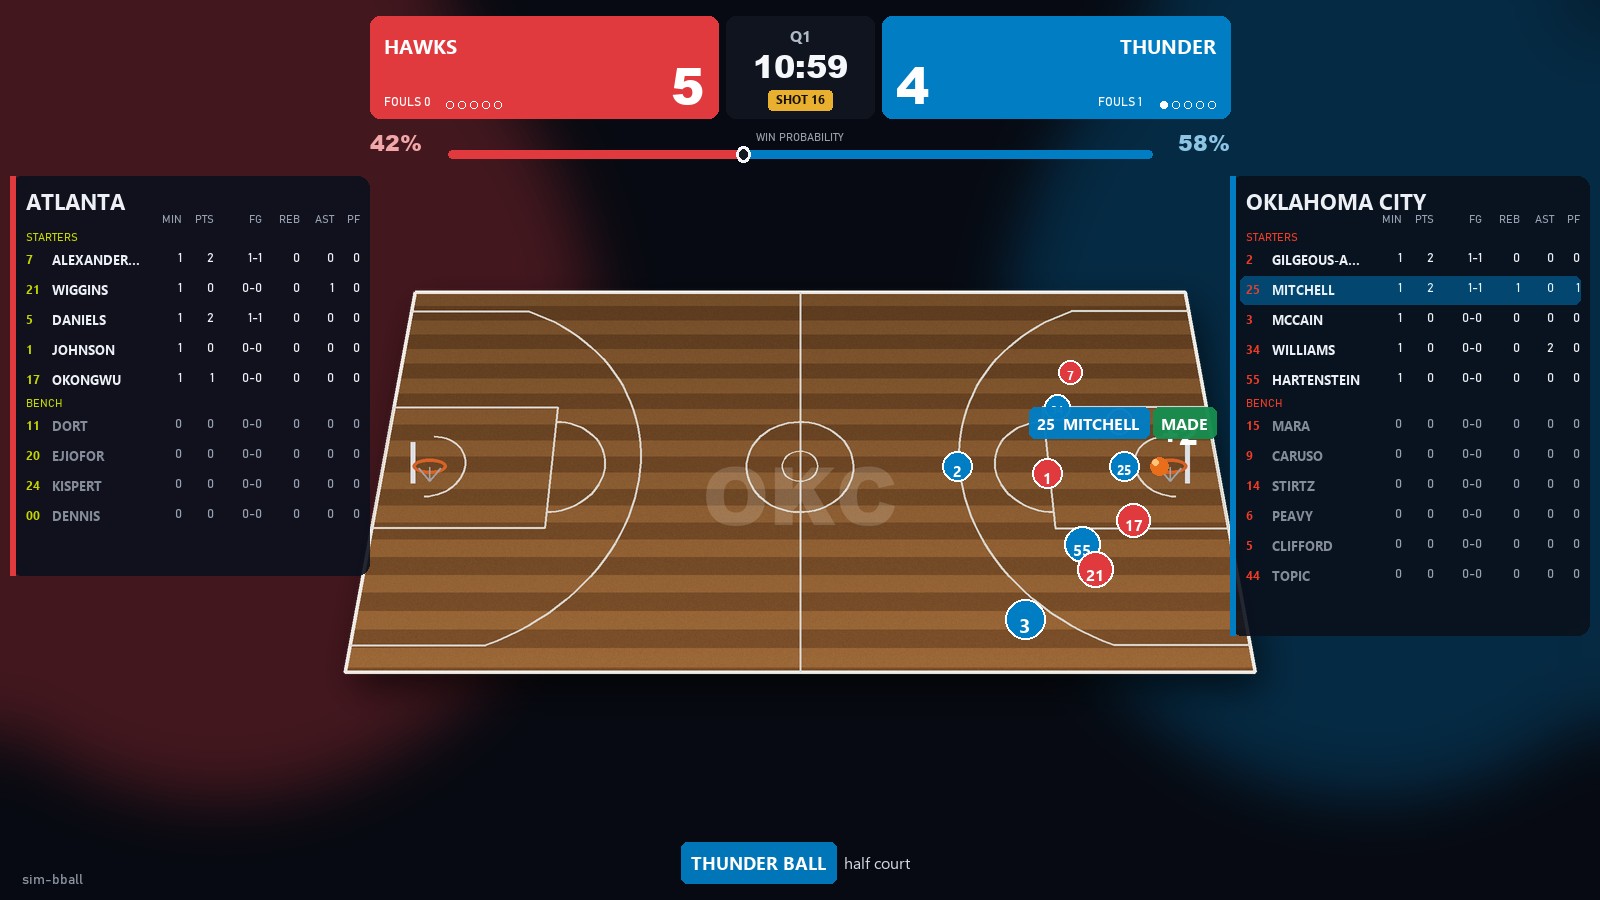 HAWKS
5
FOULS 0
Q1
10:59
SHOT 16
THUNDER
4
FOULS 1
42%
WIN PROBABILITY
58%
ATLANTA
MIN PTS FG REB AST PF
STARTERS
7 ALEXANDER... 1 2 1-1 0 0 0
21 WIGGINS 1 0 0-0 0 1 0
5 DANIELS 1 2 1-1 0 0 0
1 JOHNSON 1 0 0-0 0 0 0
17 OKONGWU 1 1 0-0 0 0 0
BENCH
11 DORT 0 0 0-0 0 0 0
20 EJIOFOR 0 0 0-0 0 0 0
24 KISPERT 0 0 0-0 0 0 0
00 DENNIS 0 0 0-0 0 0 0
OKLAHOMA CITY
MIN PTS FG REB AST PF
STARTERS
2 GILGEOUS-A... 1 2 1-1 0 0 0
25 MITCHELL 1 2 1-1 1 0 1
3 MCCAIN 1 0 0-0 0 0 0
34 WILLIAMS 1 0 0-0 0 2 0
55 HARTENSTEIN 1 0 0-0 0 0 0
BENCH
15 MARA 0 0 0-0 0 0 0
9 CARUSO 0 0 0-0 0 0 0
14 STIRTZ 0 0 0-0 0 0 0
6 PEAVY 0 0 0-0 0 0 0
5 CLIFFORD 0 0 0-0 0 0 0
44 TOPIC 0 0 0-0 0 0 0
7
25 MITCHELL MADE
2
1
25
OKC
17
55
21
3
THUNDER BALL half court
sim-bball